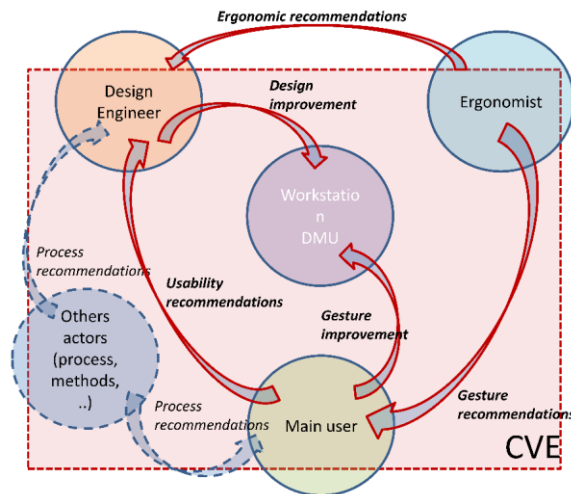 Ergonomic recommendations
Design
Engineer
Design
improvement
Ergonomist
Workstatio
n
DMU
Process
recommendations
Usability
recommendations
Gesture
improvement
Others
actors
(process,
methods,
..)
Process
recommendations
Main user
Gesture
recommendations
CVE